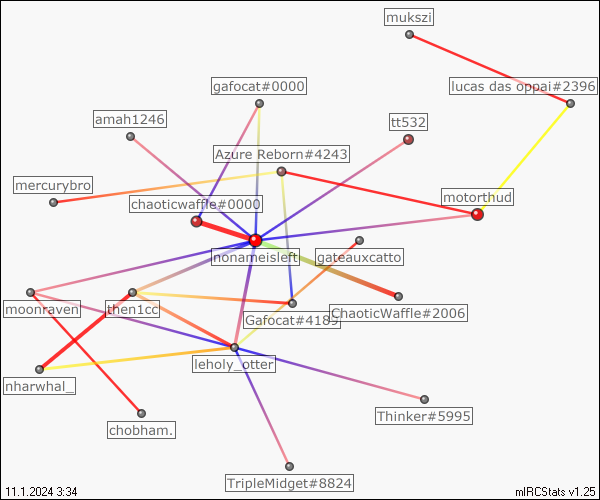 mukszi
gafocat#0000
lucas das oppai#2396
amah1246
tt532
Azure Reborn#4243
mercurybro
motorthud
chaoticwaffle#0000
nonameisleft
gateauxcatto
moonraven
then1cc
Gafocat#4189
ChaoticWaffle#2006
leholy_otter
nharwhal_
Thinker#5995
chobham.
TripleMidget#8824
11.1.2024 3:34
mIRCStats v1.25